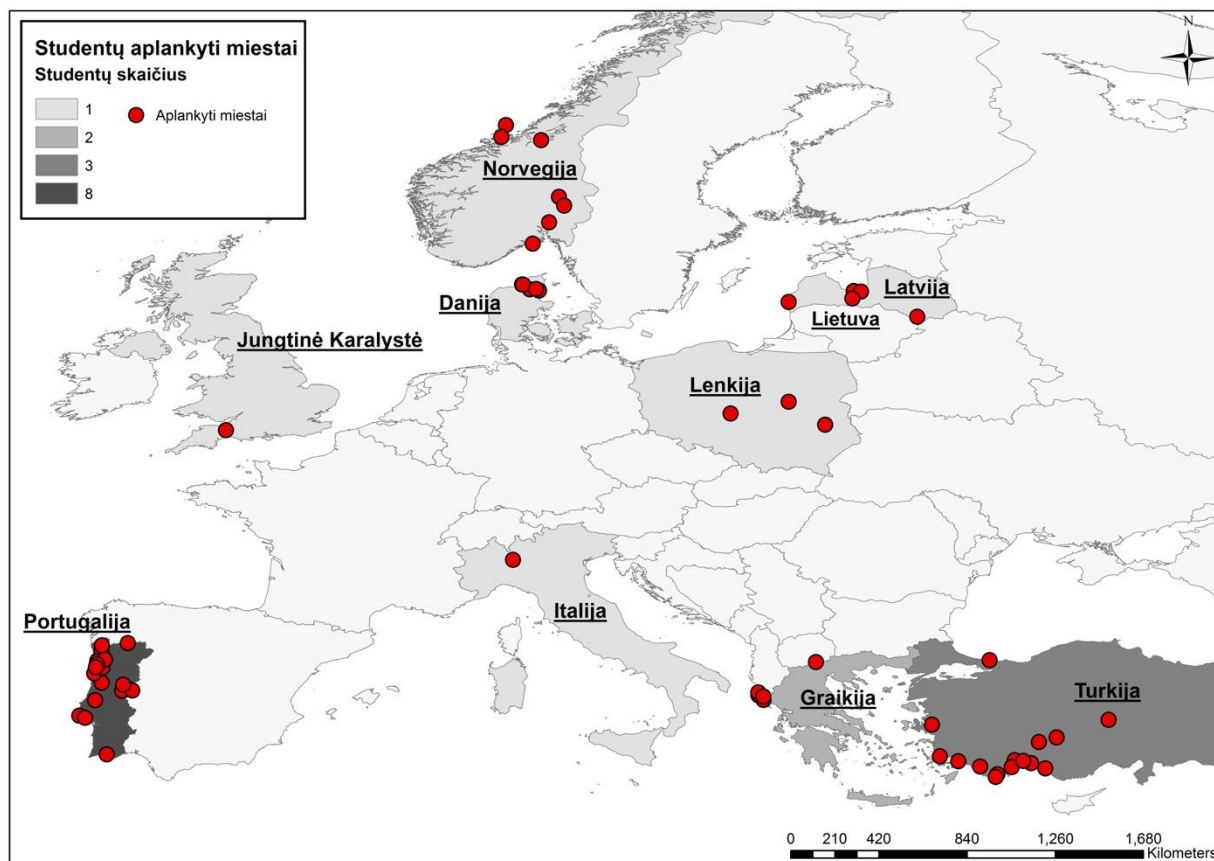 Studentų aplankyti miestai
Studentų skaičius
1
Aplankyti miestai
2
3
8
N
Norvegija
Danija
Latvija
Lietuva
Jungtinė Karalystė
Lenkija
Portugalija
Italija
Graikija
Turkija
0 210 420 840 1,260 1,680
Kilometers